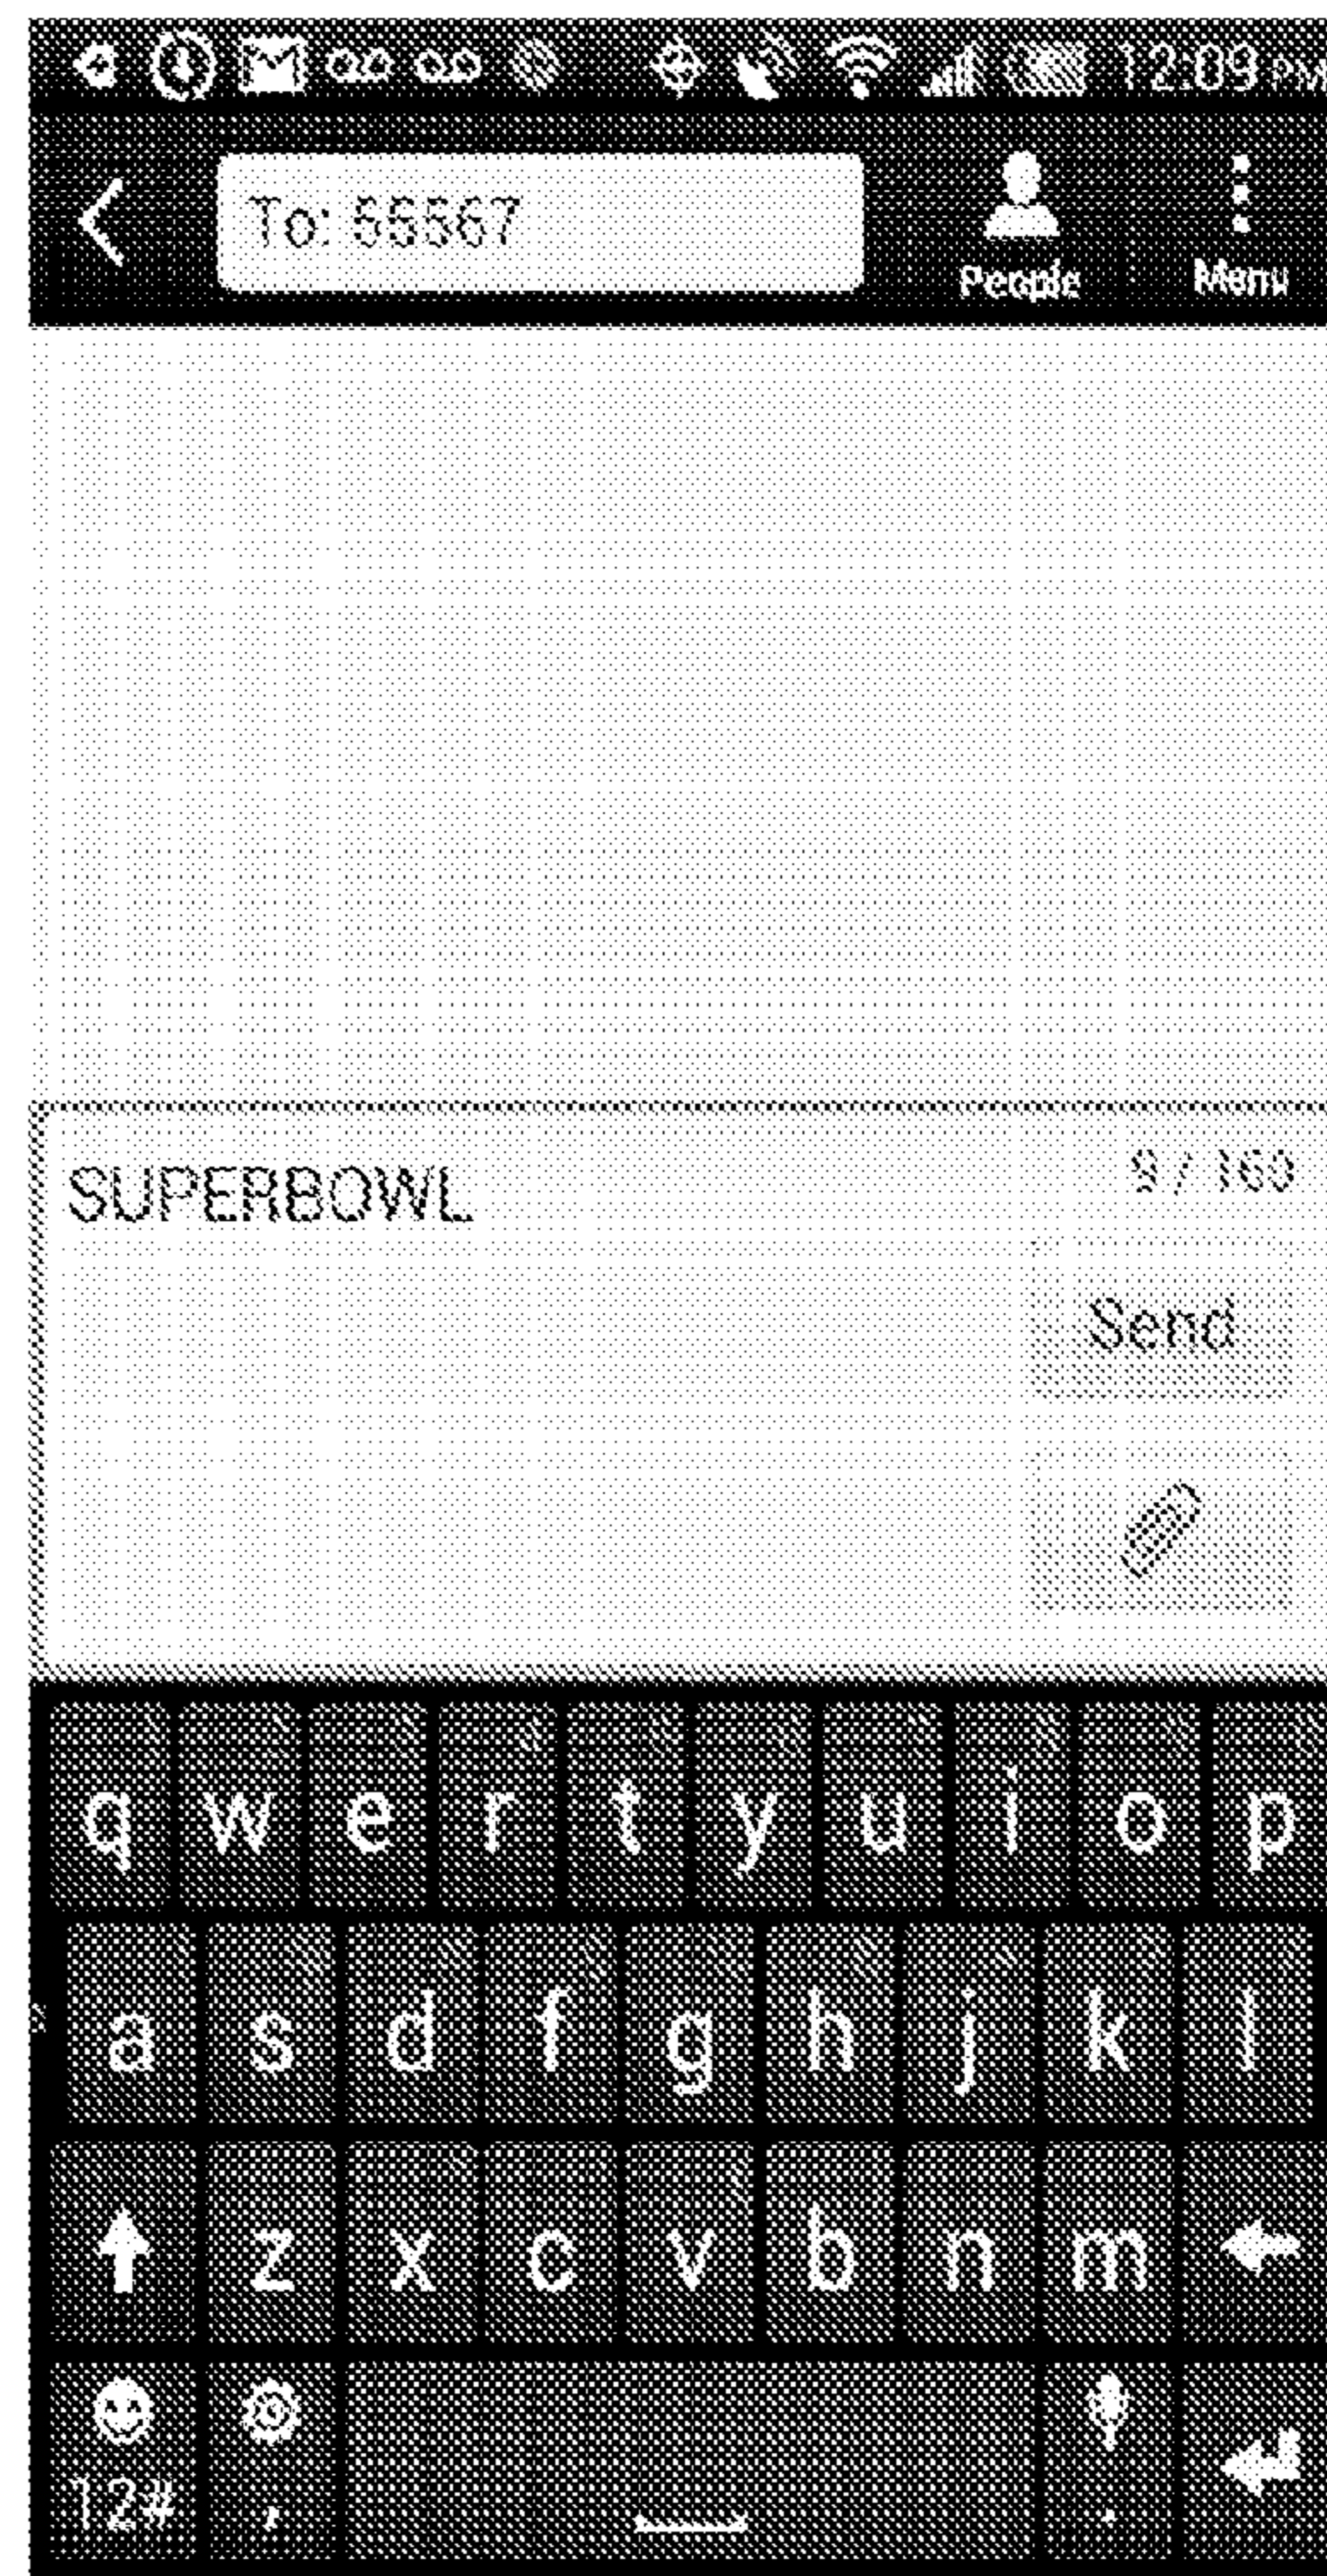 12:09 PM
To: 55567
People
Menu
SUPERBOWL
9 / 160
Send
q w e r t y u i o p
a s d f g h j k l
z x c v b n m
12# , .